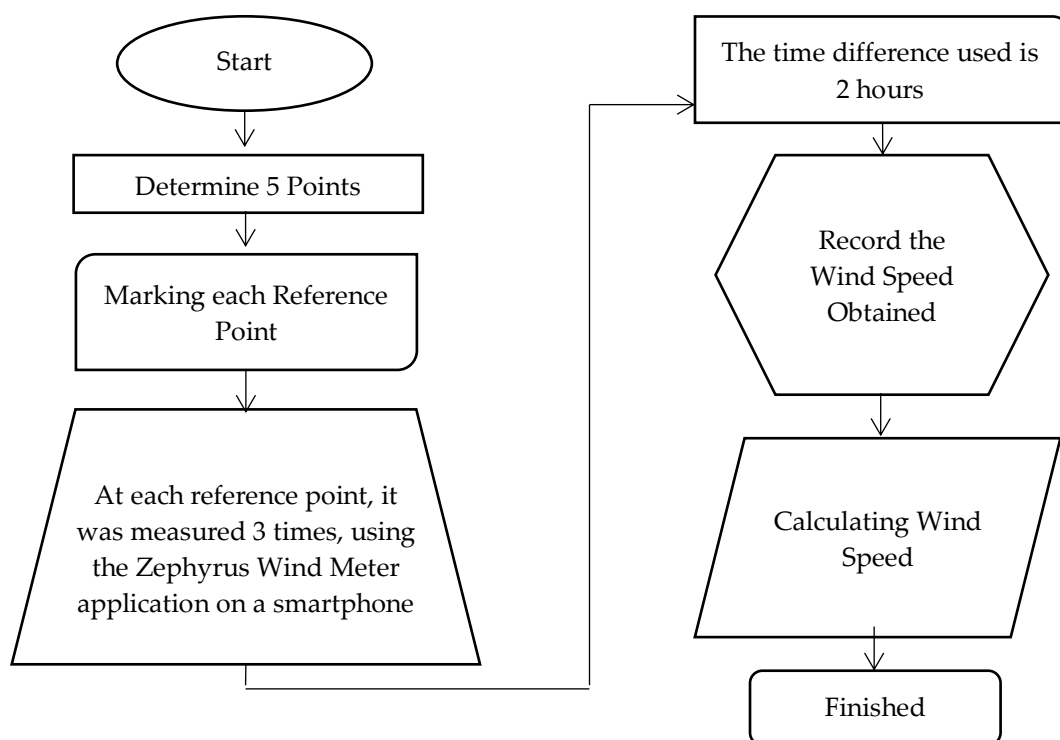 Start
Determine 5 Points
Marking each Reference
Point
At each reference point, it
was measured 3 times, using
the Zephyrus Wind Meter
application on a smartphone
The time difference used is
2 hours
Record the
Wind Speed
Obtained
Calculating Wind
Speed
Finished